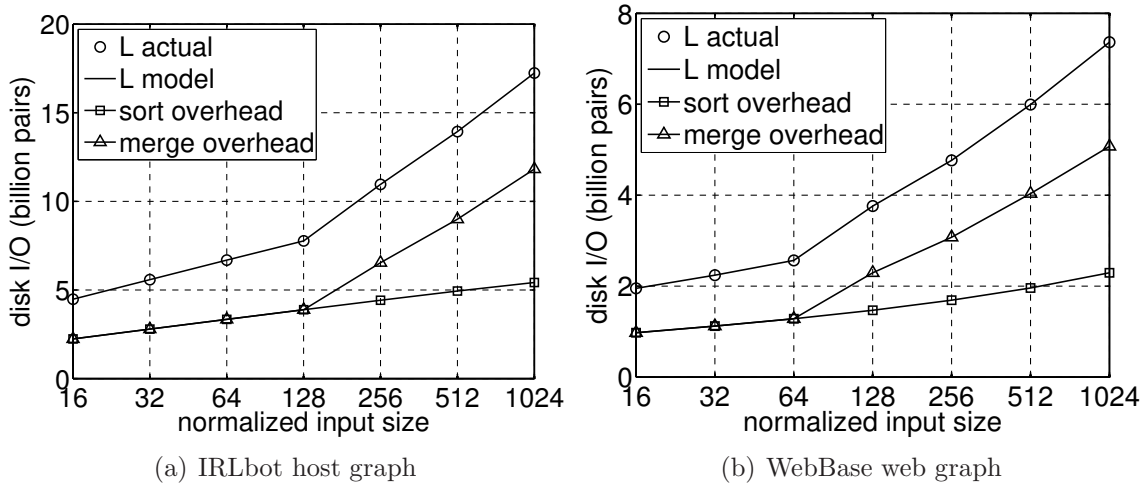 20
15
10
5
0
disk I/O (billion pairs)
L actual
L model
sort overhead
merge overhead
16 32 64 128 256 512 1024
normalized input size
(a) IRLbot host graph
8
6
4
2
0
disk I/O (billion pairs)
L actual
L model
sort overhead
merge overhead
16 32 64 128 256 512 1024
normalized input size
(b) WebBase web graph